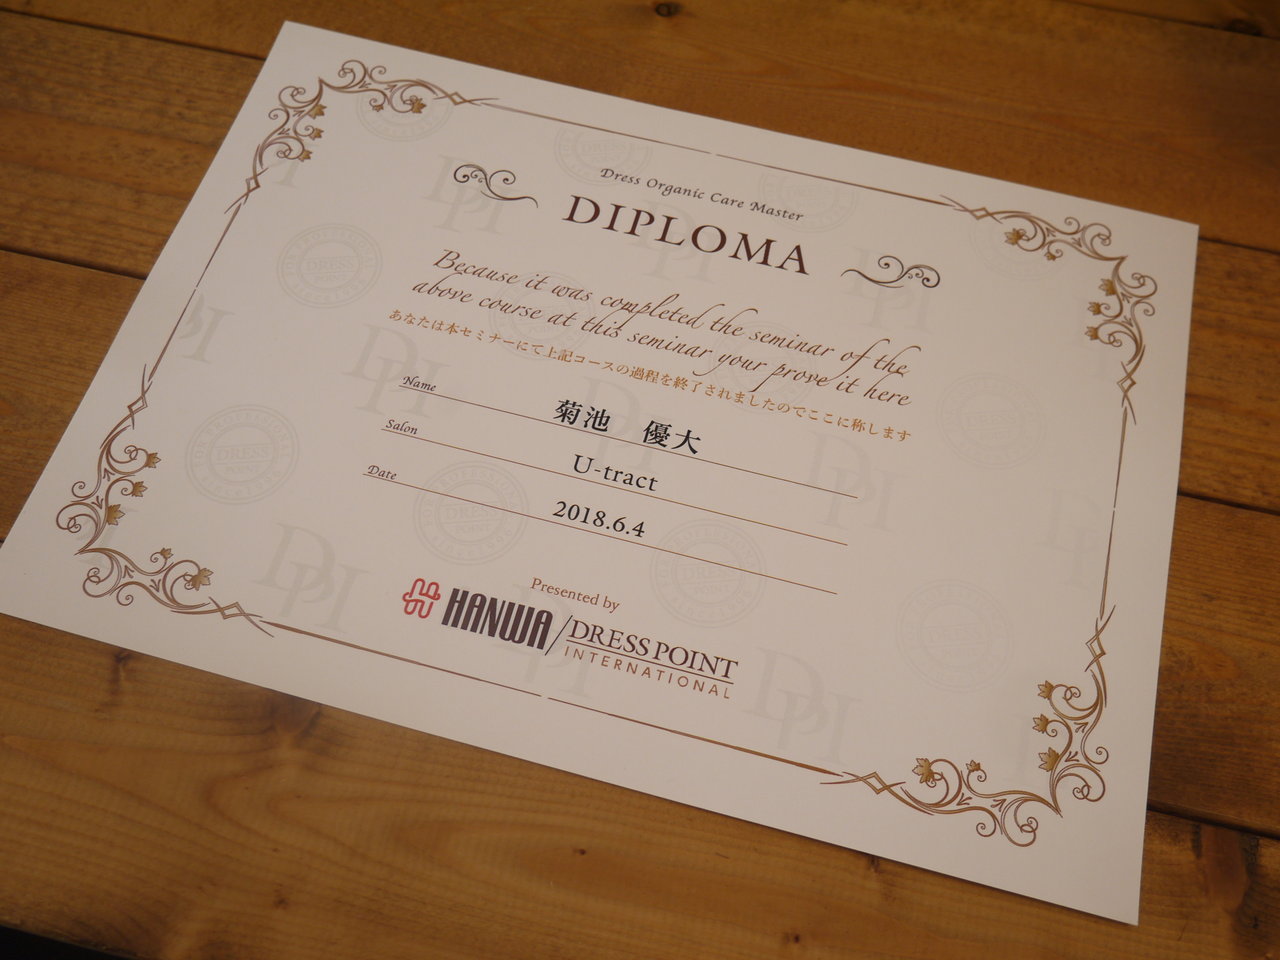 Dress Organic Care Master
DIPLOMA
Because it was completed the seminar of the
above course at this seminar your prove it here
あなたは本セミナーにて上記コースの過程を終了されましたのでここに称します
Name
菊池　優大
Salon
U-tract
Date
2018.6.4
Presented by
HANWA / DRESS POINT
INTERNATIONAL